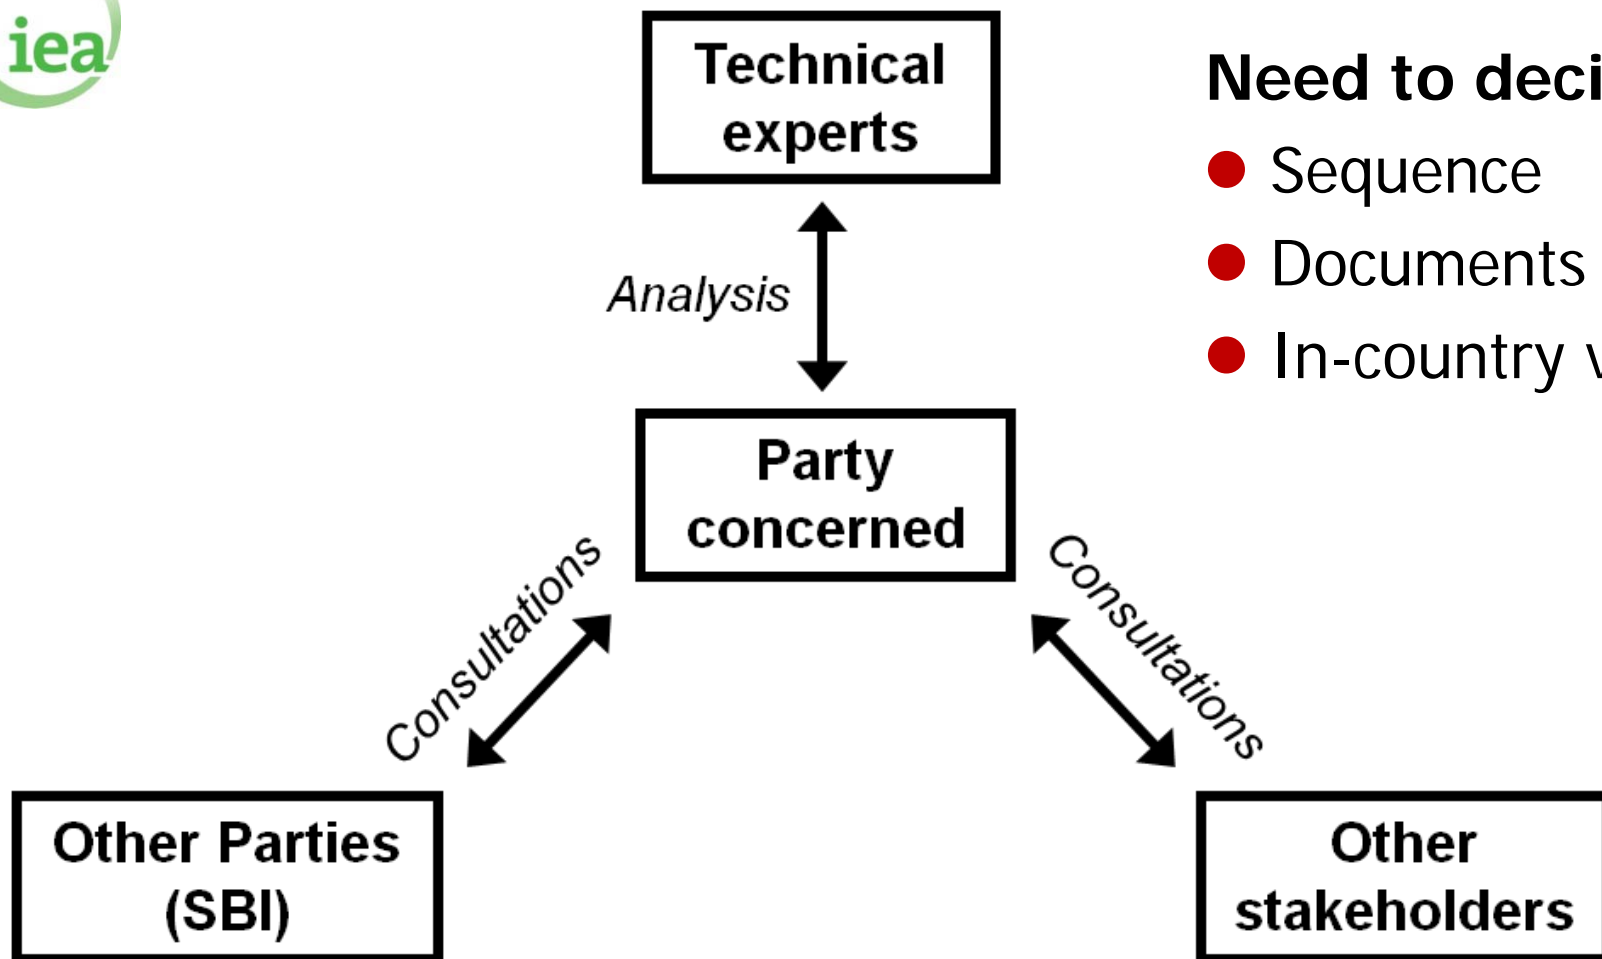 iea
Technical
experts
Need to
Sequence
Documents
In-country
Analysis
Party
concerned
Consultations
Consultations
Other Parties
(SBI)
Other
stakeholders